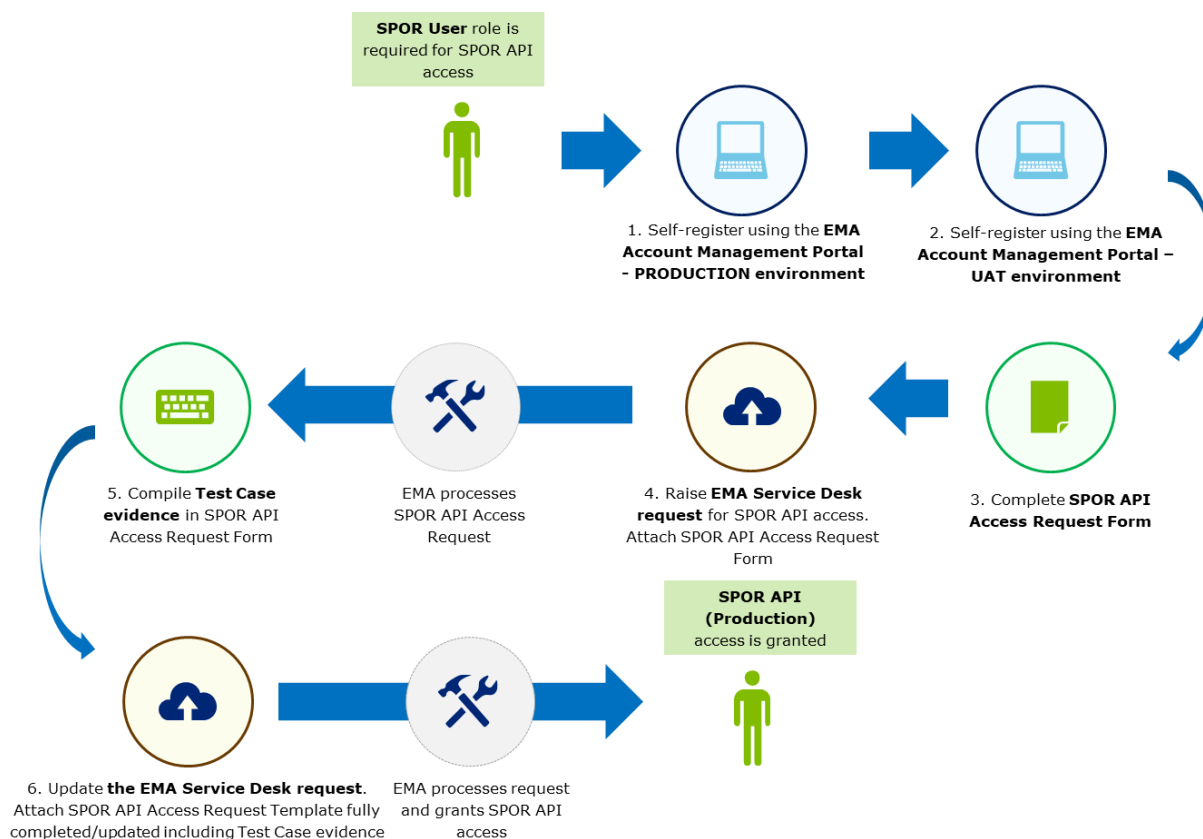 SPOR User role is
required for SPOR API
access
1. Self-register using the EMA
Account Management Portal
- PRODUCTION environment
2. Self-register using the EMA
Account Management Portal –
UAT environment
3. Complete SPOR API
Access Request Form
4. Raise EMA Service Desk
request for SPOR API access.
Attach SPOR API Access Request
Form
EMA processes
SPOR API Access
Request
5. Compile Test Case
evidence in SPOR API
Access Request Form
6. Update the EMA Service Desk request.
Attach SPOR API Access Request Template fully
completed/updated including Test Case evidence
EMA processes request
and grants SPOR API
access
SPOR API
(Production)
access is granted